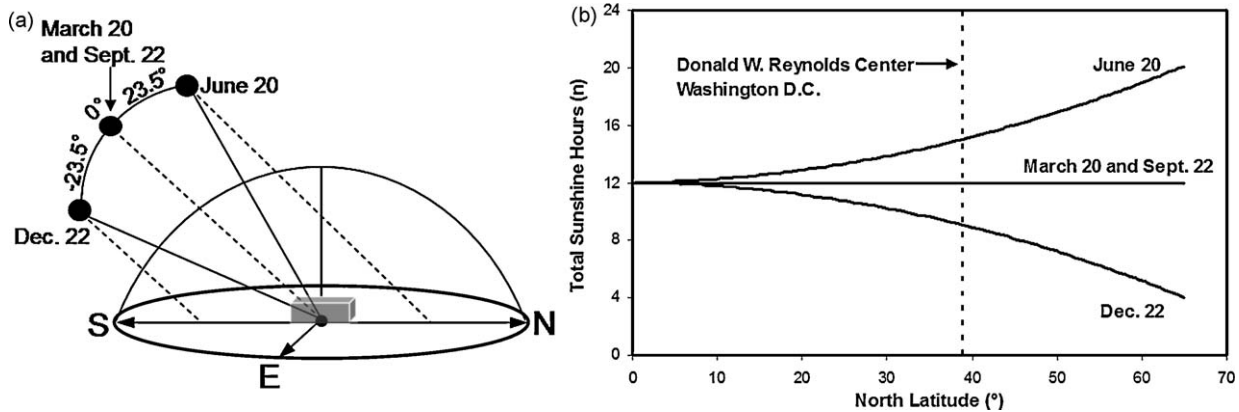 (a)
March 20
and Sept. 22
23.5°
June 20
0°
-23.5°
Dec. 22
S
N
E
(b)
Total Sunshine Hours (n)
24
20
16
12
8
4
0
Donald W. Reynolds Center
Washington D.C.
June 20
March 20 and Sept. 22
Dec. 22
0 10 20 30 40 50 60 70
North Latitude (°)